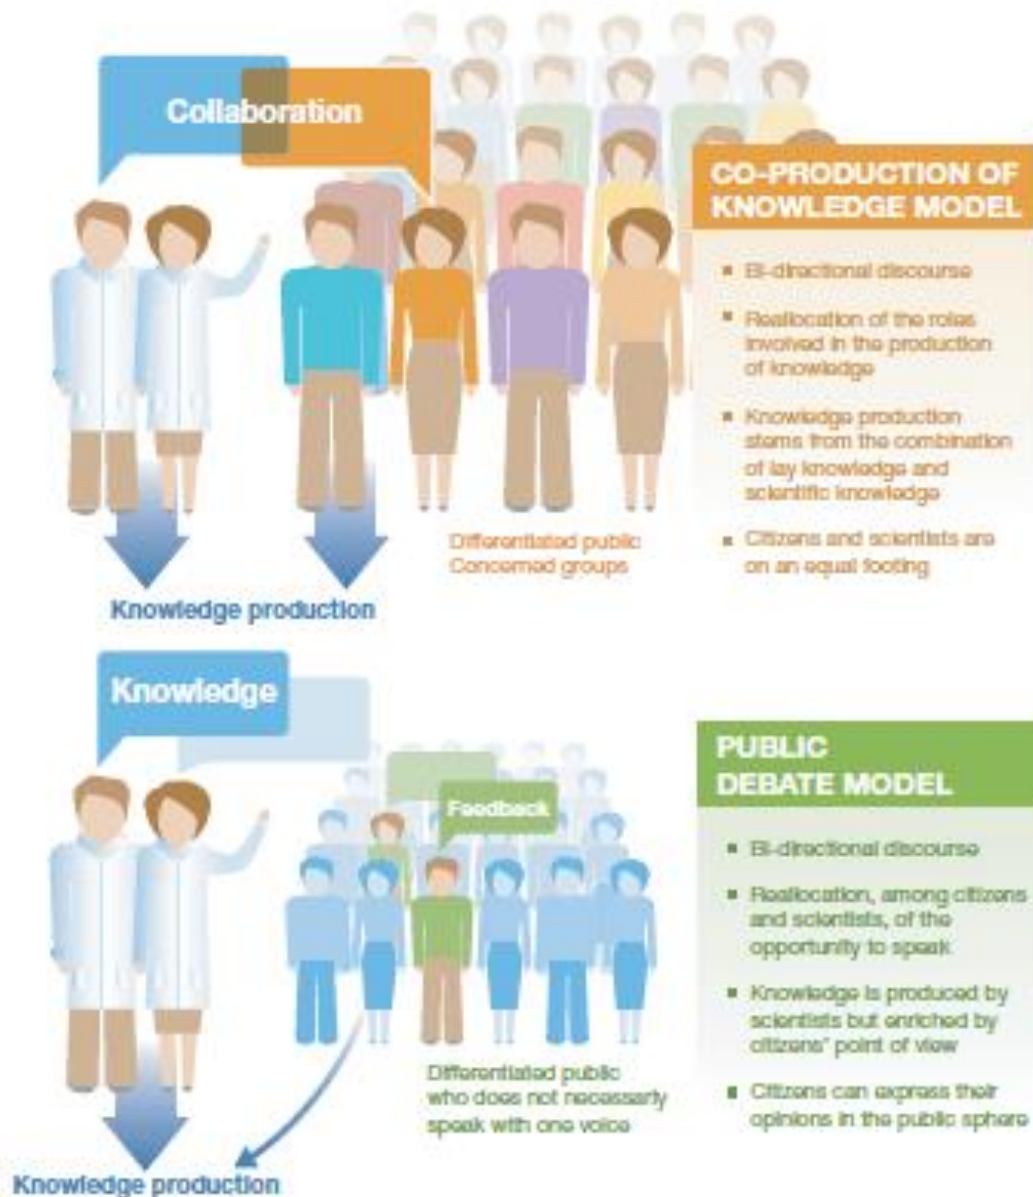 Collaboration
CO-PRODUCTION OF
KNOWLEDGE MODEL
▪ Bi-directional discourse
▪ Reallocation of the roles
involved in the production
of knowledge
▪ Knowledge production
stems from the combination
of lay knowledge and
scientific knowledge
▪ Citizens and scientists are
on an equal footing
Differentiated public
Concerned groups
Knowledge production
Knowledge
Feedback
PUBLIC
DEBATE MODEL
▪ Bi-directional discourse
▪ Reallocation, among citizens
and scientists, of the
opportunity to speak
▪ Knowledge is produced by
scientists but enriched by
citizens' point of view
▪ Citizens can express their
opinions in the public sphere
Differentiated public
who does not necessarily
speak with one voice
Knowledge production